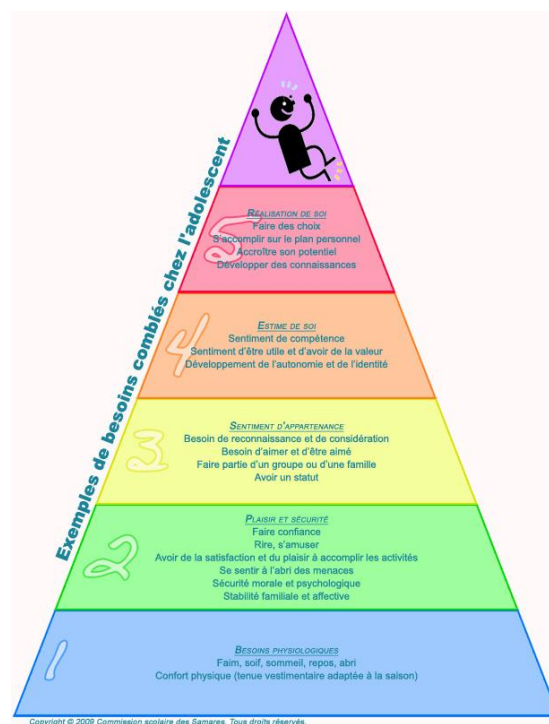 Exemples de besoins comblés chez l'adolescent
5
RÉALISATION DE SOI
Faire des choix
S'accomplir sur le plan personnel
Accroître son potentiel
Développer des connaissances
4
ESTIME DE SOI
Sentiment de compétence
Sentiment d'être utile et d'avoir de la valeur
Développement de l'autonomie et de l'identité
3
SENTIMENT D'APPARTENANCE
Besoin de reconnaissance et de considération
Besoin d'aimer et d'être aimé
Faire partie d'un groupe ou d'une famille
Avoir un statut
2
PLAISIR ET SÉCURITÉ
Faire confiance
Rire, s'amuser
Avoir de la satisfaction et du plaisir à accomplir les activités
Se sentir à l'abri des menaces
Sécurité morale et psychologique
Stabilité familiale et affective
1
BESOINS PHYSIOLOGIQUES
Faim, soif, sommeil, repos, abri
Confort physique (tenue vestimentaire adaptée à la saison)
Copyright © 2009 Commission scolaire des Samares. Tous droits réservés.